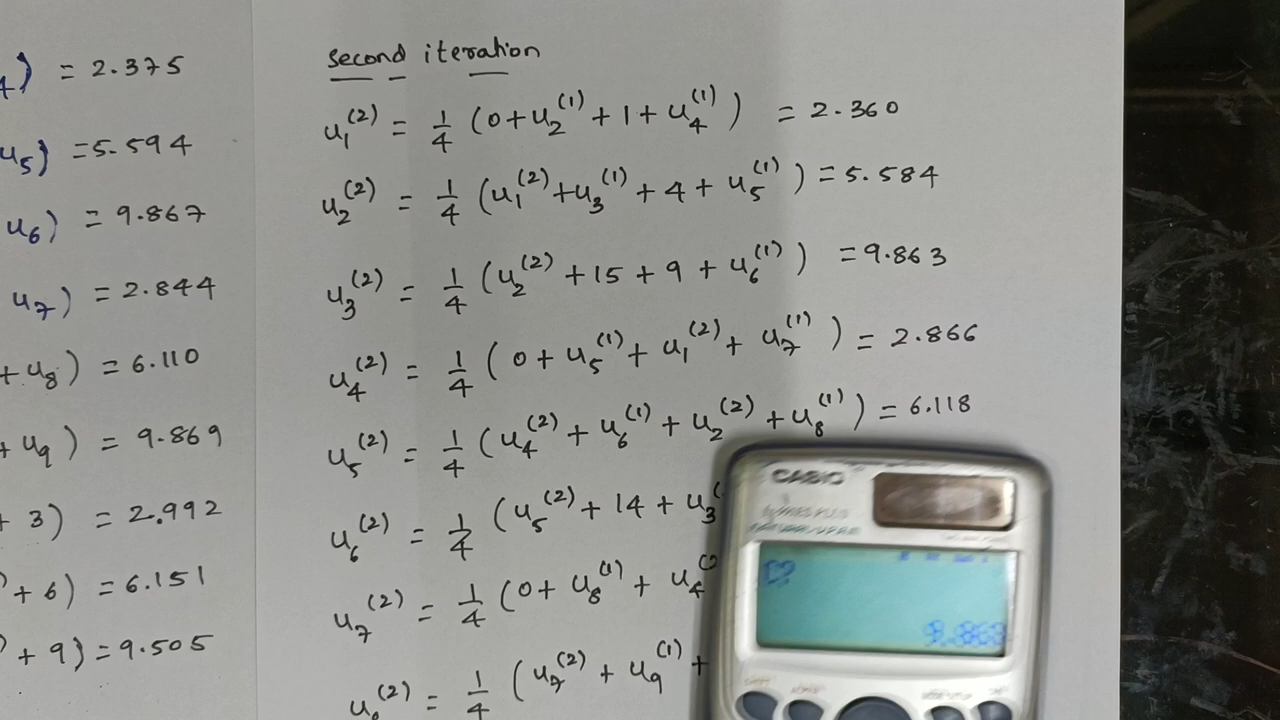 4) = 2.375
u5) = 5.594
u6) = 9.867
u7) = 2.844
+ u8) = 6.110
+ u9) = 9.869
+ 3) = 2.992
+ 6) = 6.151
+ 9) = 9.505
second iteration
u1^(2) = 1/4 (0 + u2^(1) + 1 + u4^(1)) = 2.360
u2^(2) = 1/4 (u1^(2) + u3^(1) + 4 + u5^(1)) = 5.584
u3^(2) = 1/4 (u2^(2) + 15 + 9 + u6^(1)) = 9.863
u4^(2) = 1/4 (0 + u5^(1) + u1^(2) + u7^(1)) = 2.866
u5^(2) = 1/4 (u4^(2) + u6^(1) + u2^(2) + u8^(1)) = 6.118
u6^(2) = 1/4 (u5^(2) + 14 + u3^(
u7^(2) = 1/4 (0 + u8^(1) + u4^(
^(2) = 1/4 (u7^(2) + u9^(1) +
CASIO